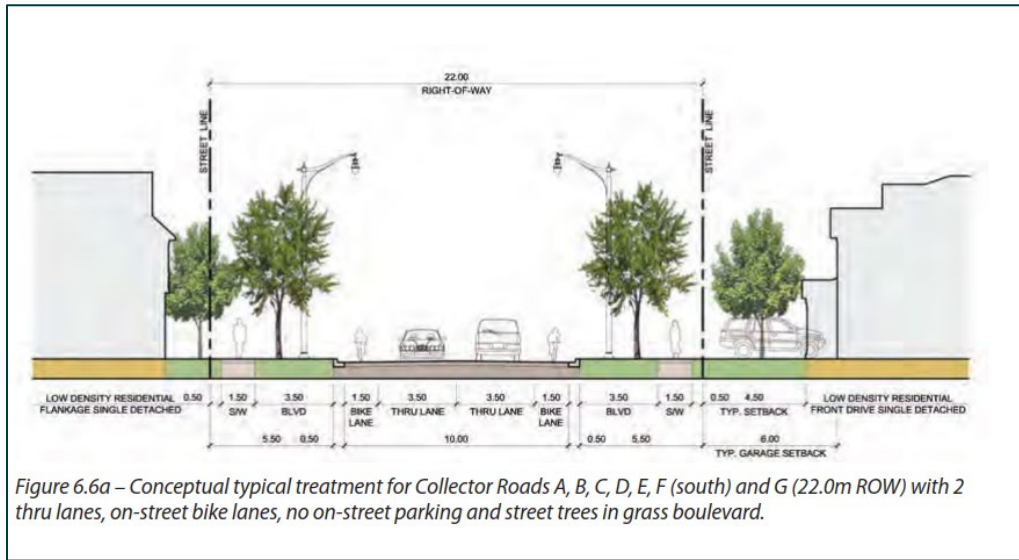 22.00
RIGHT-OF-WAY
STREET LINE
STREET LINE
LOW DENSITY RESIDENTIAL
FLANKAGE SINGLE DETACHED
0.50 1.50 3.50 1.50 3.50 3.50 1.50 3.50 1.50 0.50 4.50
S/W BLVD BIKE LANE THRU LANE THRU LANE BIKE LANE BLVD S/W TYP. SETBACK
LOW DENSITY RESIDENTIAL
FRONT DRIVE SINGLE DETACHED
5.50 0.50 10.00 0.50 5.50 6.00
TYP. GARAGE SETBACK
Figure 6.6a – Conceptual typical treatment for Collector Roads A, B, C, D, E, F (south) and G (22.0m ROW) with 2
thru lanes, on-street bike lanes, no on-street parking and street trees in grass boulevard.